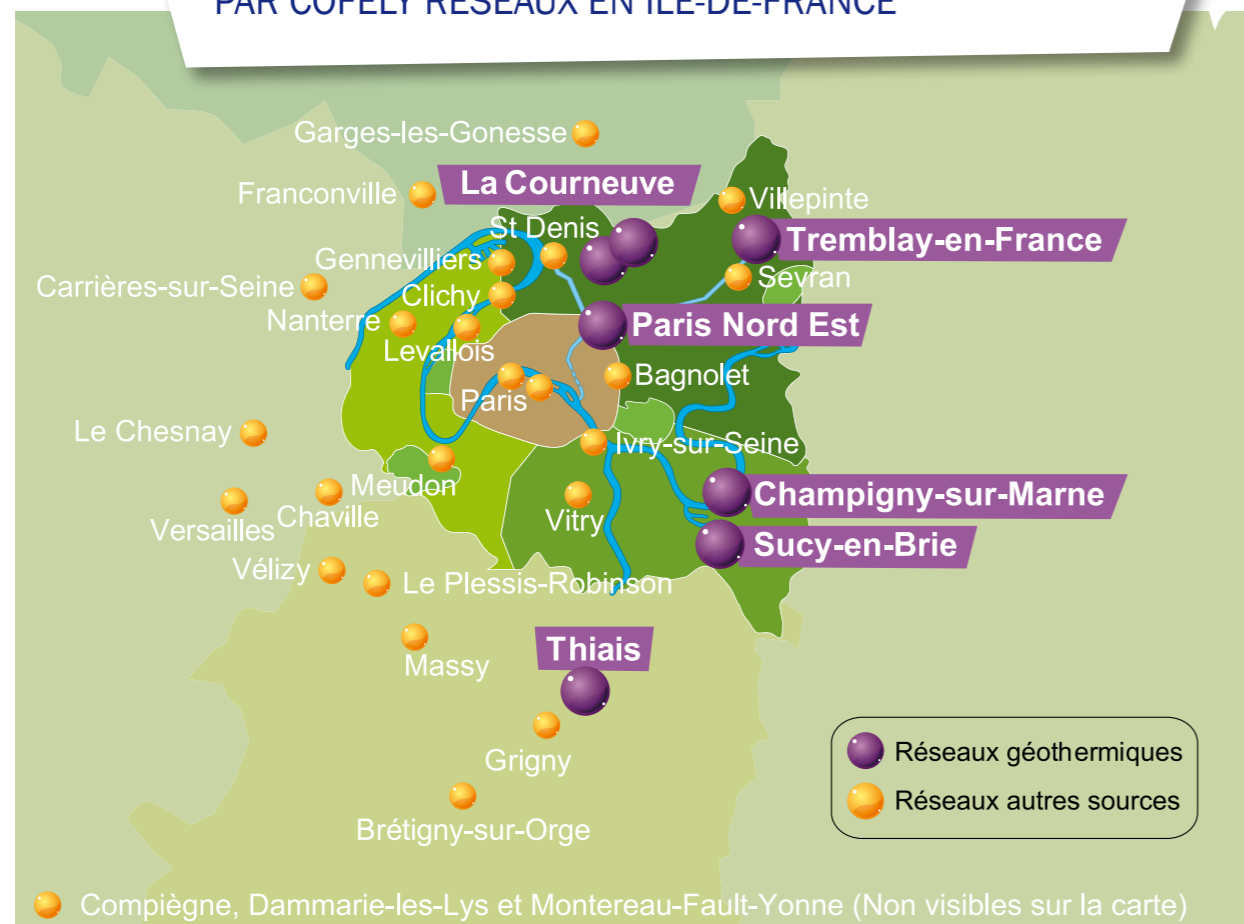 PAR COFELY RÉSEAUX EN ÎLE-DE-FRANCE
Garges-les-Gonesse
La Courneuve
Franconville
Villepinte
St Denis
Tremblay-en-France
Gennevilliers
Sevran
Carrières-sur-Seine
Clichy
Nanterre
Paris Nord Est
Levallois
Bagnolet
Paris
Le Chesnay
Ivry-sur-Seine
Meudon
Champigny-sur-Marne
Chaville
Vitry
Versailles
Sucy-en-Brie
Vélizy
Le Plessis-Robinson
Thiais
Massy
Réseaux géothermiques
Grigny
Réseaux autres sources
Brétigny-sur-Orge
Compiègne, Dammarie-les-Lys et Montereau-Fault-Yonne (Non visibles sur la carte)